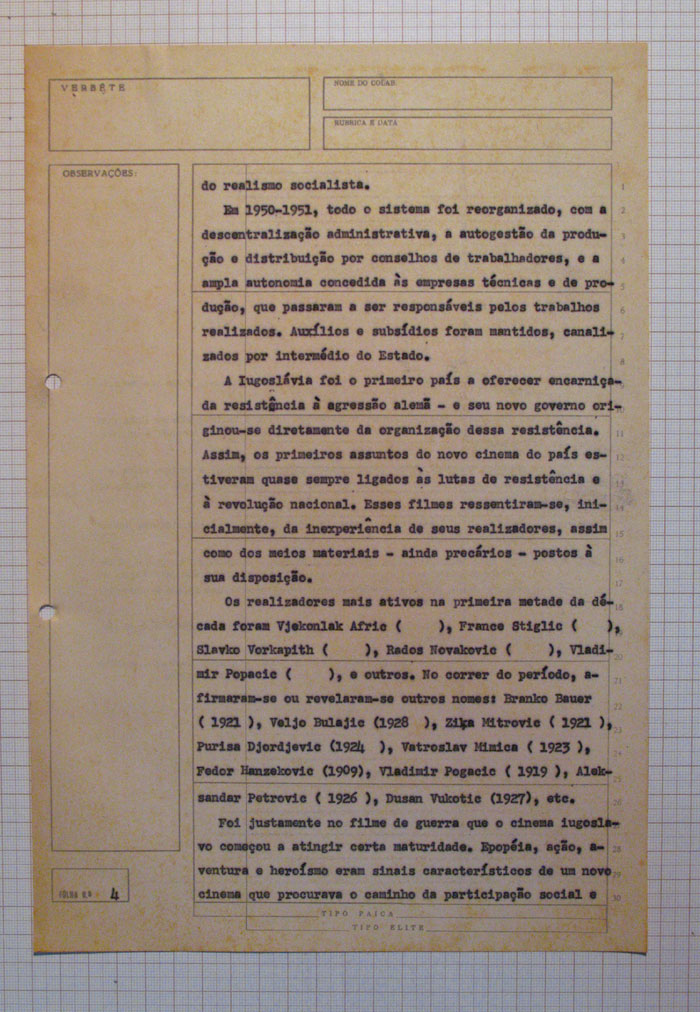 VERBETE
NOME DO COLAB.
RUBRICA E DATA
OBSERVAÇÕES:
do realismo socialista.
Em 1950-1951, todo o sistema foi reorganizado, com a
descentralização administrativa, a autogestão da produ-
ção e distribuição por conselhos de trabalhadores, e a
ampla autonomia concedida às empresas técnicas e de pro-
dução, que passaram a ser responsáveis pelos trabalhos
realizados. Auxílios e subsídios foram mantidos, canali-
zados por intermédio do Estado.
A Iugoslávia foi o primeiro país a oferecer encarniça-
da resistência à agressão alemã - e seu novo governo ori-
ginou-se diretamente da organização dessa resistência.
Assim, os primeiros assuntos do novo cinema do país es-
tiveram quase sempre ligados às lutas de resistência e
à revolução nacional. Esses filmes ressentiram-se, ini-
cialmente, da inexperiência de seus realizadores, assim
como dos meios materiais - ainda precários - postos à
sua disposição.
Os realizadores mais ativos na primeira metade da dé-
cada foram Vjekonlak Afric (    ), France Stiglic (    ),
Slavko Vorkapith (    ), Rados Novakovic (    ), Vladi-
mir Popacic (    ), e outros. No correr do período, a-
firmaram-se ou revelaram-se outros nomes: Branko Bauer
( 1921 ), Veljo Bulajic (1928 ), Zika Mitrovic ( 1921 ),
Purisa Djordjevic (1924 ), Vatroslav Mimica ( 1923 ),
Fedor Hanzekovic (1909), Vladimir Pogacic ( 1919 ), Alek-
sandar Petrovic ( 1926 ), Dusan Vukotic (1927), etc.
Foi justamente no filme de guerra que o cinema iugosla-
vo começou a atingir certa maturidade. Epopéia, ação, a-
ventura e heroísmo eram sinais característicos de um novo
cinema que procurava o caminho da participação social e
FOLHA N.º 4
TIPO PAICA
TIPO ELITE